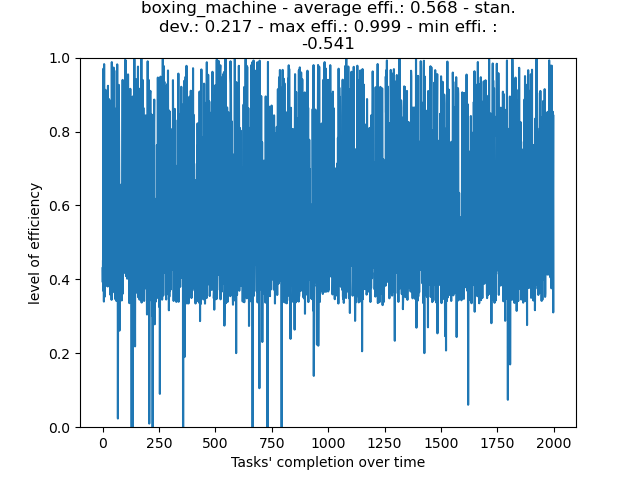 boxing_machine - average effi.: 0.568 - stan.
dev.: 0.217 - max effi.: 0.999 - min effi. :
-0.541
1.0
0.8
0.6
0.4
0.2
0.0
level of efficiency
0 250 500 750 1000 1250 1500 1750 2000
Tasks' completion over time